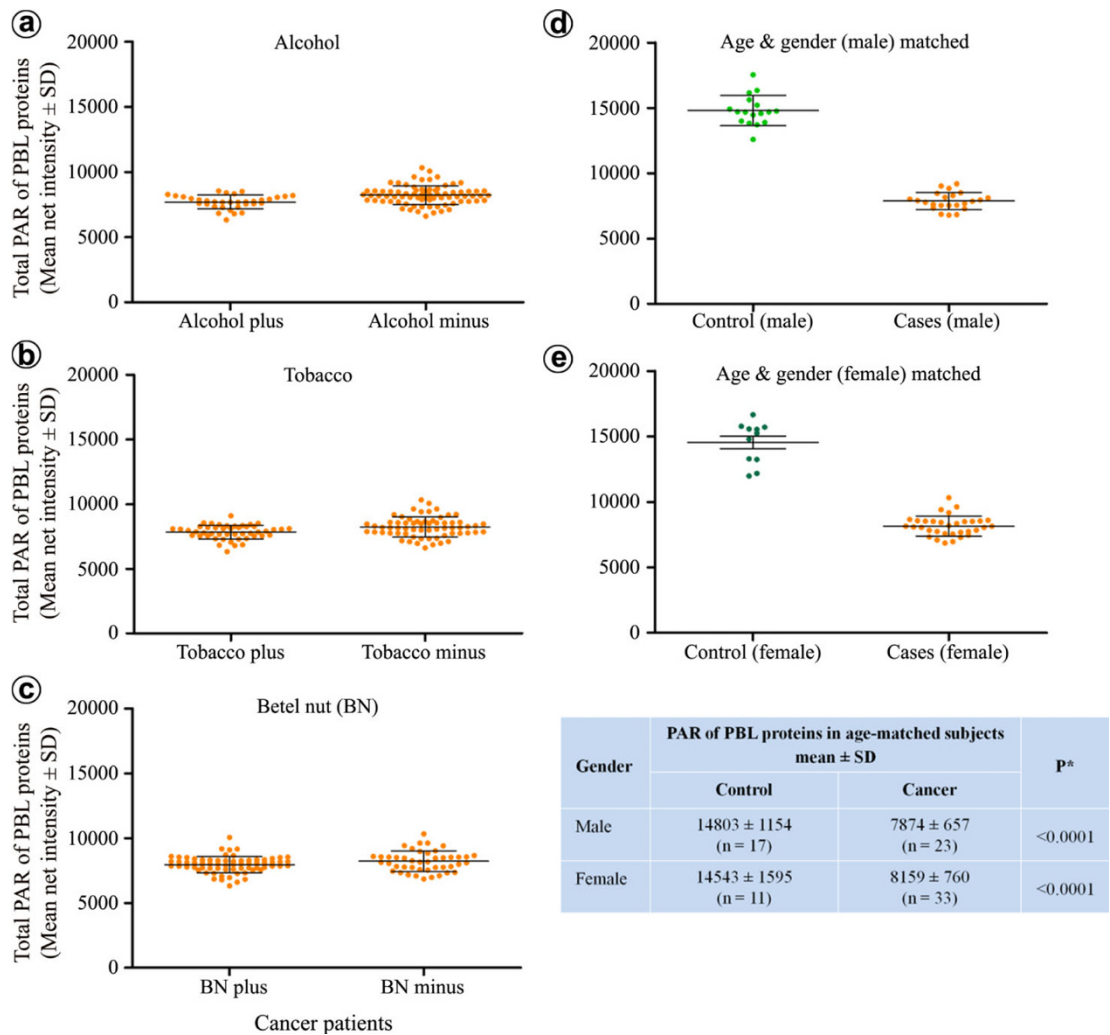 a
Alcohol
Total PAR of PBL proteins
(Mean net intensity ± SD)
20000
15000
10000
5000
0
Alcohol plus
Alcohol minus
b
Tobacco
Total PAR of PBL proteins
(Mean net intensity ± SD)
20000
15000
10000
5000
0
Tobacco plus
Tobacco minus
c
Betel nut (BN)
Total PAR of PBL proteins
(Mean net intensity ± SD)
20000
15000
10000
5000
0
BN plus
BN minus
Cancer patients
d
Age & gender (male) matched
20000
15000
10000
5000
0
Control (male)
Cases (male)
e
Age & gender (female) matched
20000
15000
10000
5000
0
Control (female)
Cases (female)
Gender
PAR of PBL proteins in age-matched subjects
mean ± SD
P*
Control
Cancer
Male
14803 ± 1154
(n = 17)
7874 ± 657
(n = 23)
<0.0001
Female
14543 ± 1595
(n = 11)
8159 ± 760
(n = 33)
<0.0001